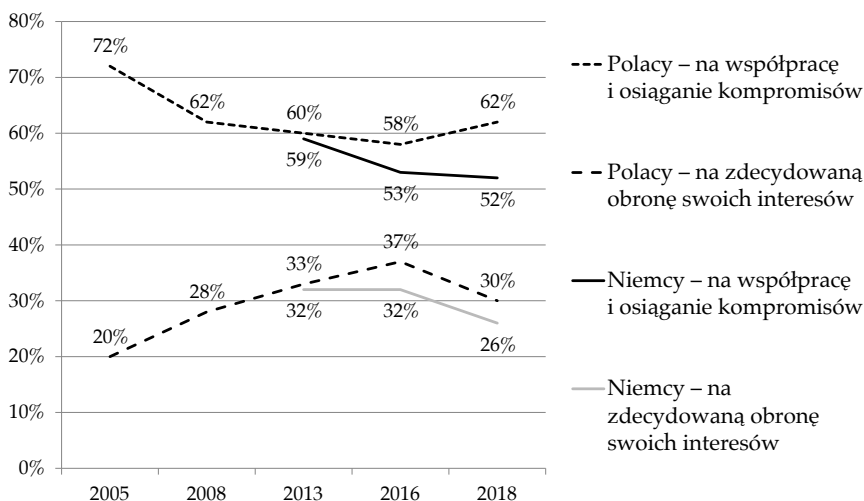 80%
70%
60%
50%
40%
30%
20%
10%
0%
72%
62%
60%
58%
62%
59%
53%
52%
20%
28%
33%
37%
30%
32%
32%
26%
2005 2008 2013 2016 2018
Polacy – na współpracę
i osiąganie kompromisów
Polacy – na zdecydowaną
obronę swoich interesów
Niemcy – na współpracę
i osiąganie kompromisów
Niemcy – na
zdecydowaną obronę
swoich interesów